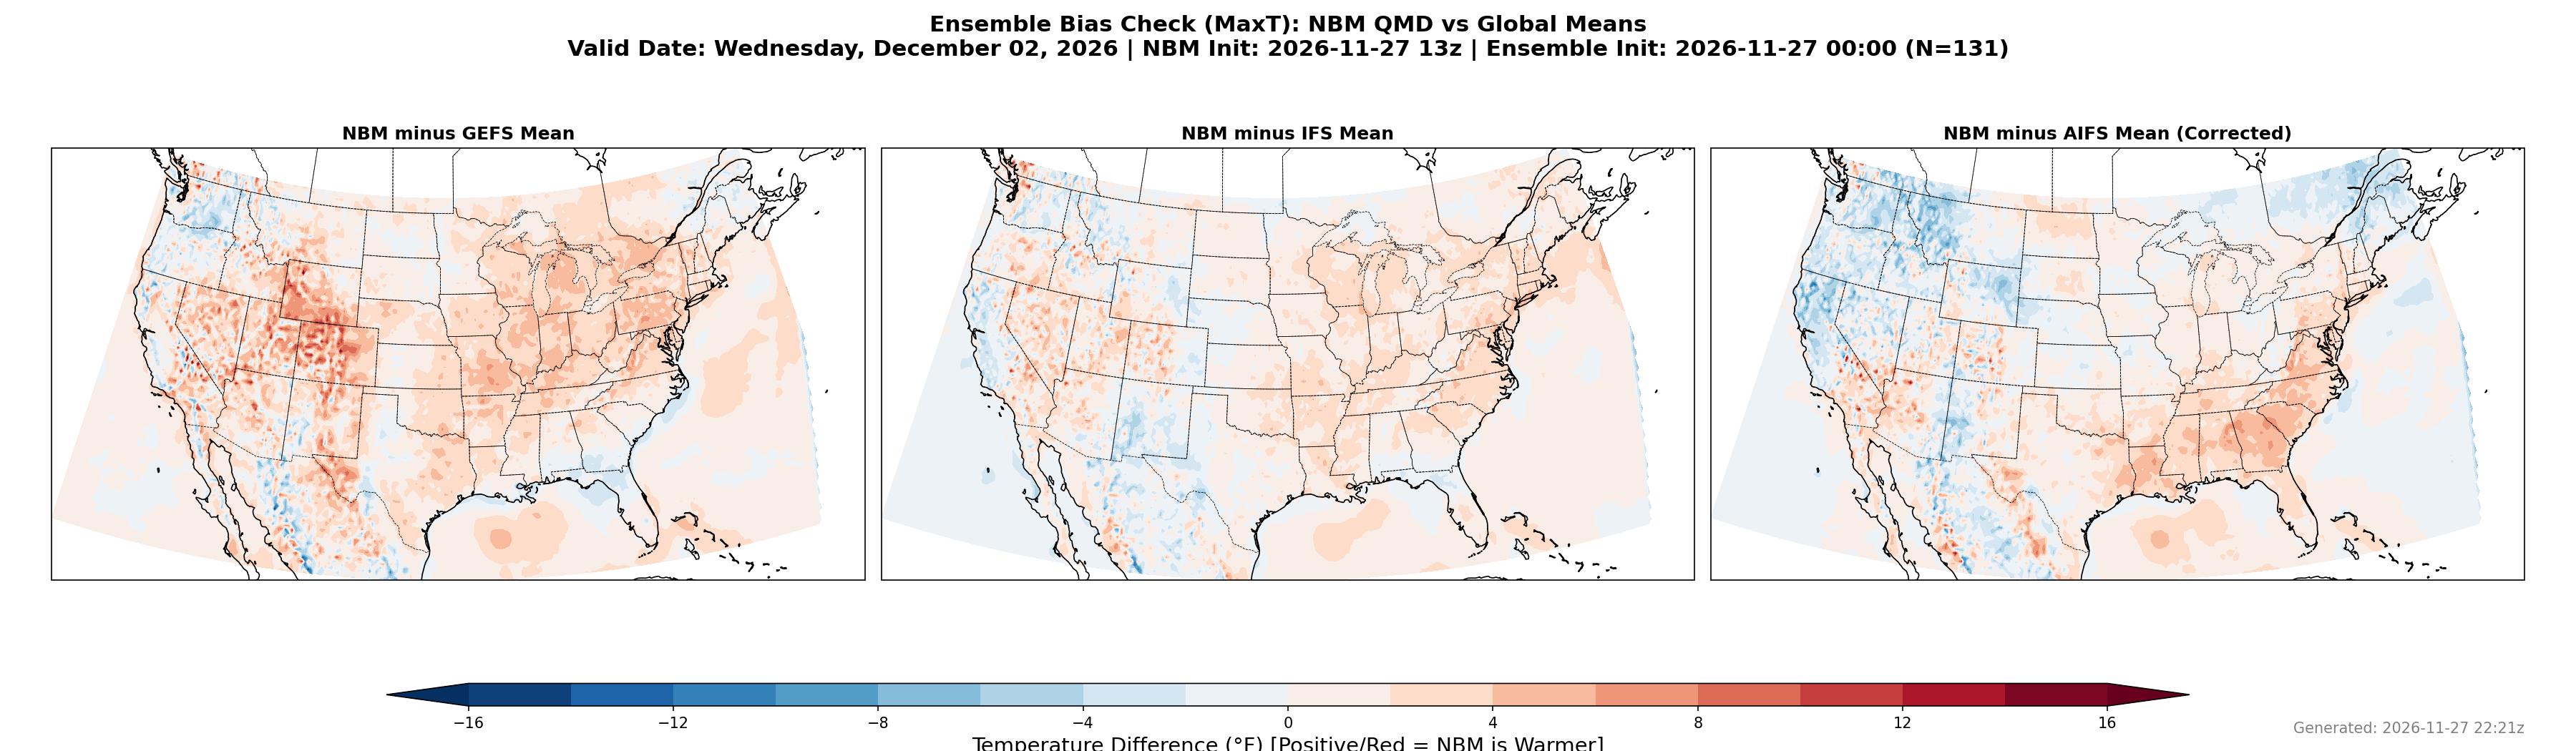 Ensemble Bias Check (MaxT): NBM QMD vs Global Means
Valid Date: Wednesday, December 02, 2026 | NBM Init: 2026-11-27 13z | Ensemble Init: 2026-11-27 00:00 (N=131)
NBM minus GEFS Mean
NBM minus IFS Mean
NBM minus AIFS Mean (Corrected)
−16 −12 −8 −4 0 4 8 12 16
Generated: 2026-11-27 22:21z
Temperature Difference (°F) [Positive/Red = NBM is Warmer]